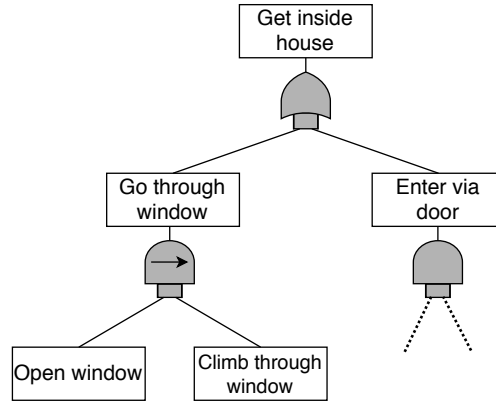 Get inside
house
Go through
window
Enter via
door
Open window
Climb through
window